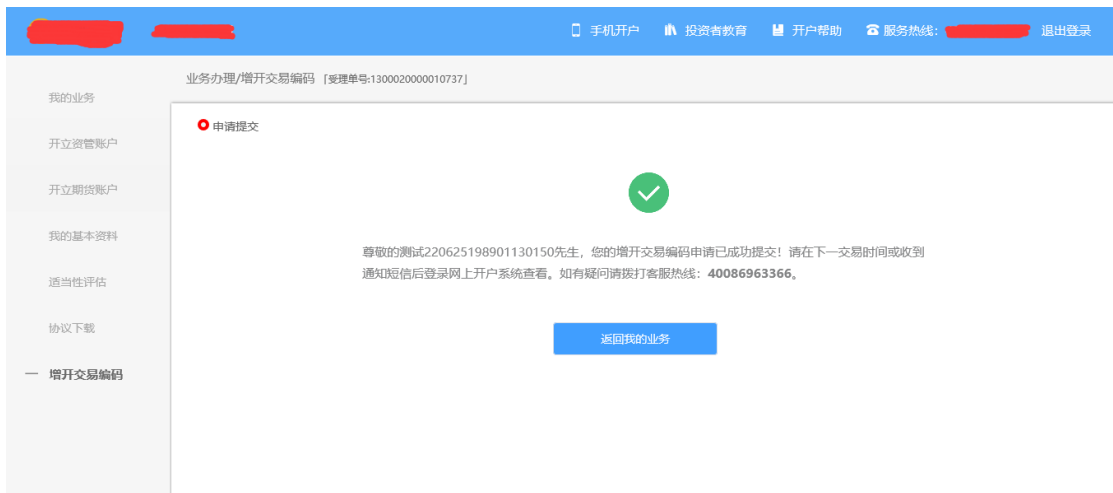 手机开户 投资者教育 开户帮助 服务热线: 退出登录
业务办理/增开交易编码「受理单号:1300020000010737」
我的业务
开立资管账户
开立期货账户
我的基本资料
适当性评估
协议下载
一 增开交易编码
申请提交
尊敬的测试220625198901130150先生，您的增开交易编码申请已成功提交！请在下一交易时间或收到
通知短信后登录网上开户系统查看。如有疑问请拨打客服热线：40086963366。
返回我的业务